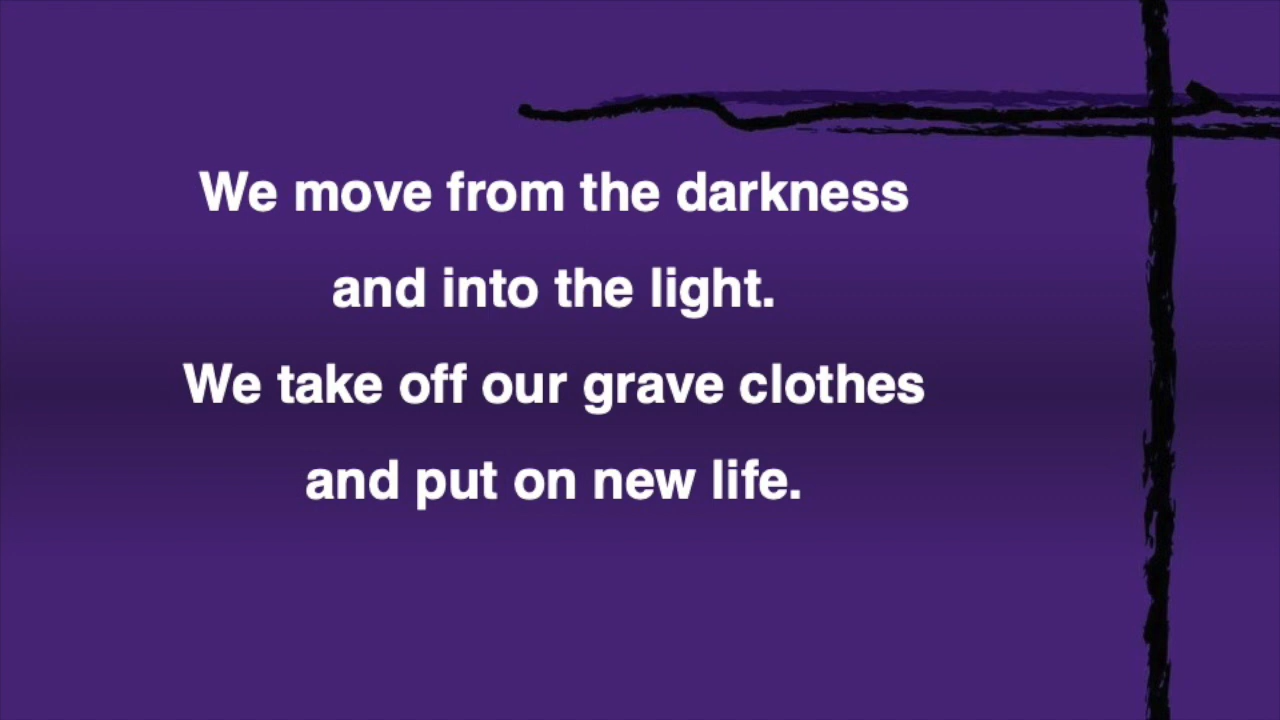 We move from the darkness
and into the light.
We take off our grave clothes
and put on new life.